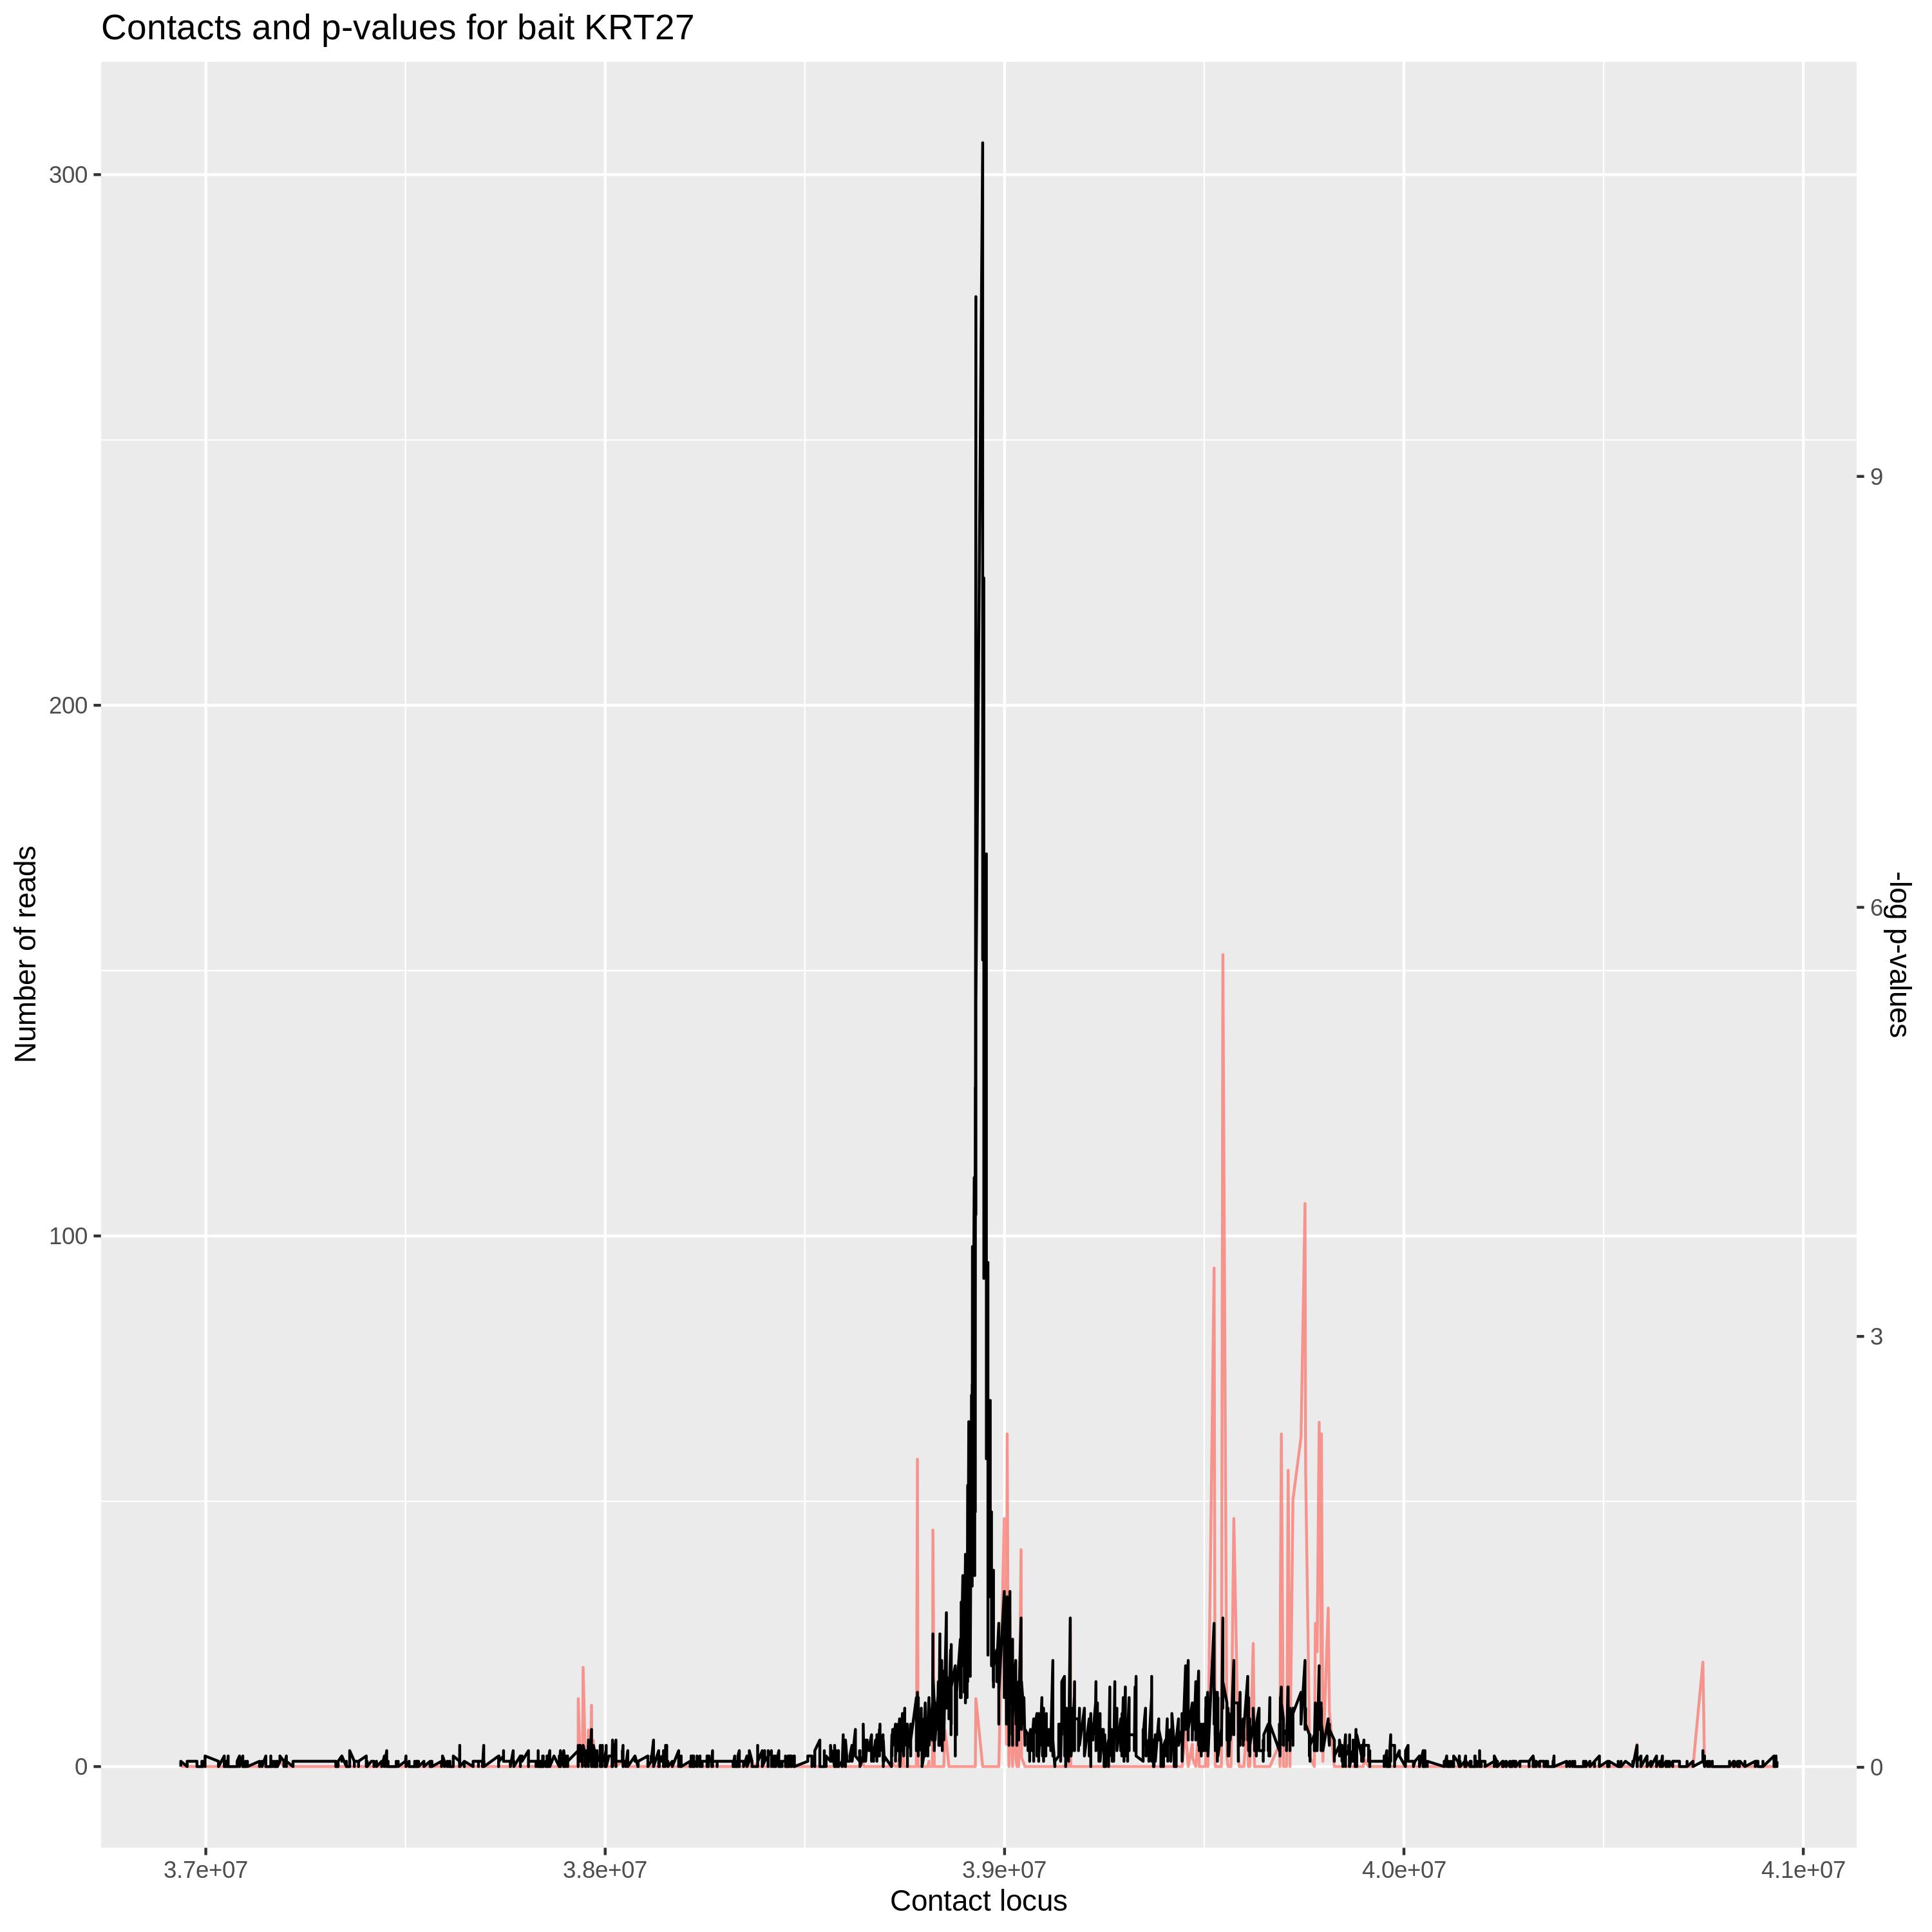 Contacts and p-values for bait KRT27
300
200
100
0
Number of reads
9
6
3
0
-log p-values
3.7e+07
3.8e+07
3.9e+07
4.0e+07
4.1e+07
Contact locus